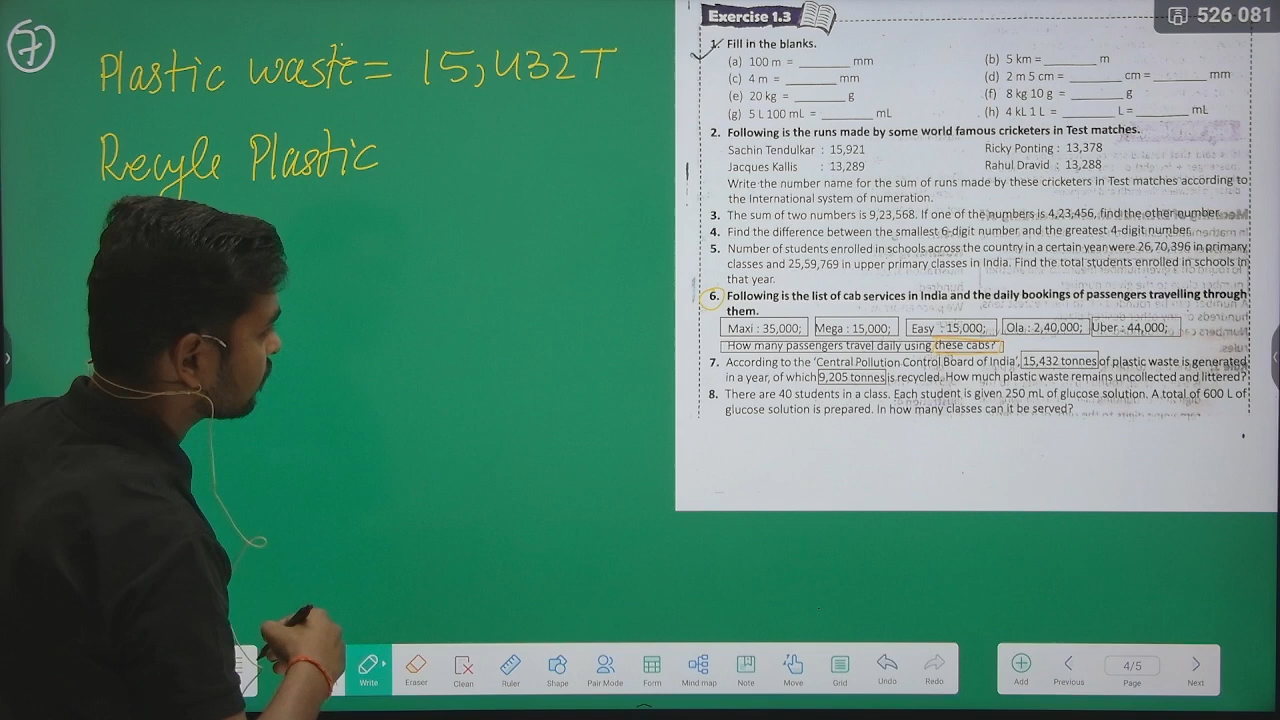 7
Plastic waste = 15,432T
Recyle Plastic
Exercise 1.3
526 081
1. Fill in the blanks.
(a) 100 m = ______ mm (b) 5 km = ______ m
(c) 4 m = ______ mm (d) 2 m 5 cm = ______ cm = ______ mm
(e) 20 kg = ______ g (f) 8 kg 10 g = ______ g
(g) 5 L 100 mL = ______ mL (h) 4 kL 1 L = ______ L = ______ mL
2. Following is the runs made by some world famous cricketers in Test matches.
Sachin Tendulkar : 15,921 Ricky Ponting : 13,378
Jacques Kallis : 13,289 Rahul Dravid : 13,288
Write the number name for the sum of runs made by these cricketers in Test matches according to
the International system of numeration.
3. The sum of two numbers is 9,23,568. If one of the numbers is 4,23,456, find the other number.
4. Find the difference between the smallest 6-digit number and the greatest 4-digit number.
5. Number of students enrolled in schools across the country in a certain year were 26,70,396 in primary
classes and 25,59,769 in upper primary classes in India. Find the total students enrolled in schools in
that year.
6. Following is the list of cab services in India and the daily bookings of passengers travelling through
them.
Maxi : 35,000; Mega : 15,000; Easy : 15,000; Ola : 2,40,000; Uber : 44,000;
How many passengers travel daily using these cabs?
7. According to the 'Central Pollution Control Board of India', 15,432 tonnes of plastic waste is generated
in a year, of which 9,205 tonnes is recycled. How much plastic waste remains uncollected and littered?
8. There are 40 students in a class. Each student is given 250 mL of glucose solution. A total of 600 L of
glucose solution is prepared. In how many classes can it be served?
Write Eraser Clean Ruler Shape Pair Mode Form Mind map Note Move Grid Undo Redo
Add Previous 4/5 Page Next